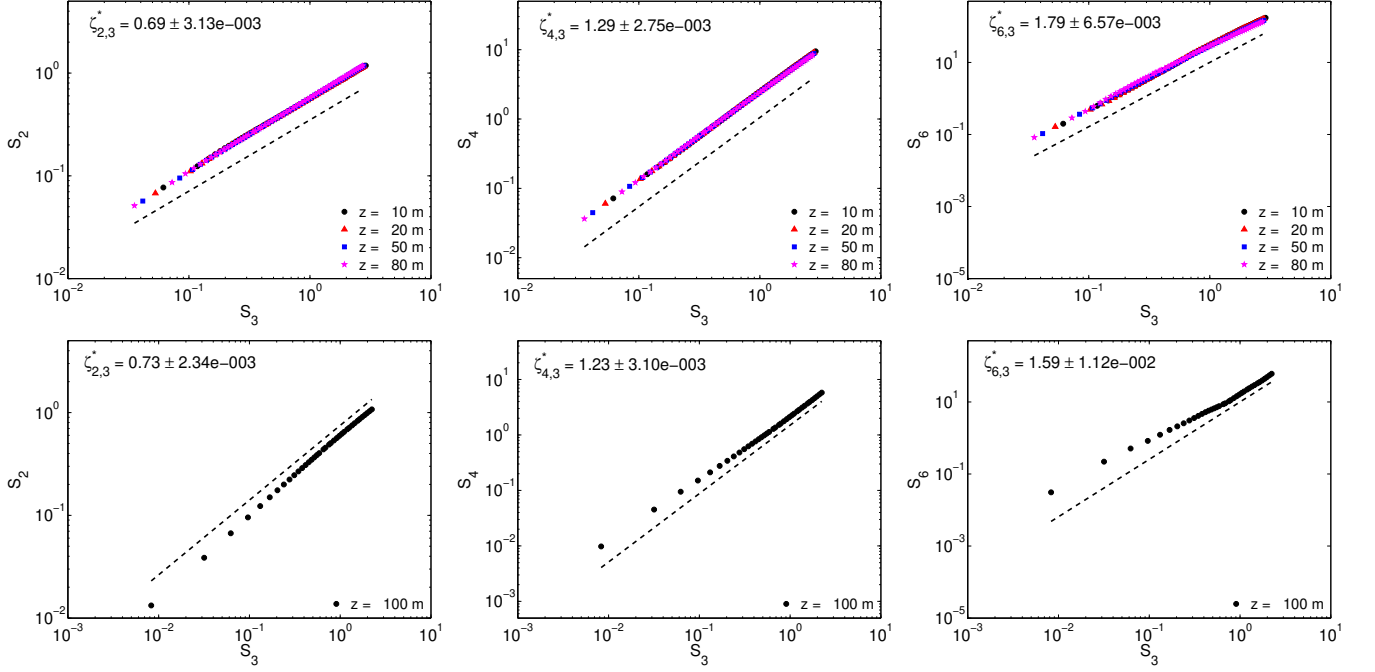 ζ*2,3 = 0.69 ± 3.13e−003
10^0
10^−1
10^−2
S2
z = 10 m
z = 20 m
z = 50 m
z = 80 m
10^−2 10^−1 10^0 10^1
S3
ζ*4,3 = 1.29 ± 2.75e−003
10^1
10^0
10^−1
10^−2
S4
z = 10 m
z = 20 m
z = 50 m
z = 80 m
10^−2 10^−1 10^0 10^1
S3
ζ*6,3 = 1.79 ± 6.57e−003
10^1
10^−1
10^−3
10^−5
S6
z = 10 m
z = 20 m
z = 50 m
z = 80 m
10^−2 10^−1 10^0 10^1
S3
ζ*2,3 = 0.73 ± 2.34e−003
10^0
10^−1
10^−2
S2
z = 100 m
10^−3 10^−2 10^−1 10^0 10^1
S3
ζ*4,3 = 1.23 ± 3.10e−003
10^1
10^0
10^−1
10^−2
10^−3
S4
z = 100 m
10^−3 10^−2 10^−1 10^0 10^1
S3
ζ*6,3 = 1.59 ± 1.12e−002
10^1
10^−1
10^−3
10^−5
S6
z = 100 m
10^−3 10^−2 10^−1 10^0 10^1
S3